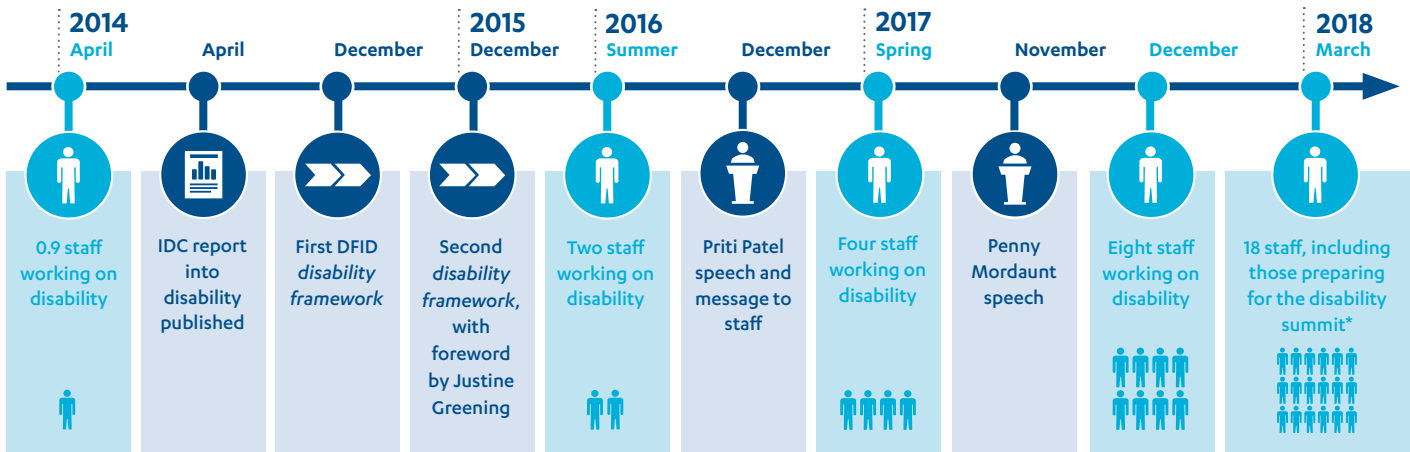 2014
April
April
December
2015
December
2016
Summer
December
2017
Spring
November
December
2018
March
0.9 staff
working on
disability
IDC report
into
disability
published
First DFID
disability
framework
Second
disability
framework,
with
foreword
by Justine
Greening
Two staff
working on
disability
Priti Patel
speech and
message to
staff
Four staff
working on
disability
Penny
Mordaunt
speech
Eight staff
working on
disability
18 staff, including
those preparing
for the disability
summit*